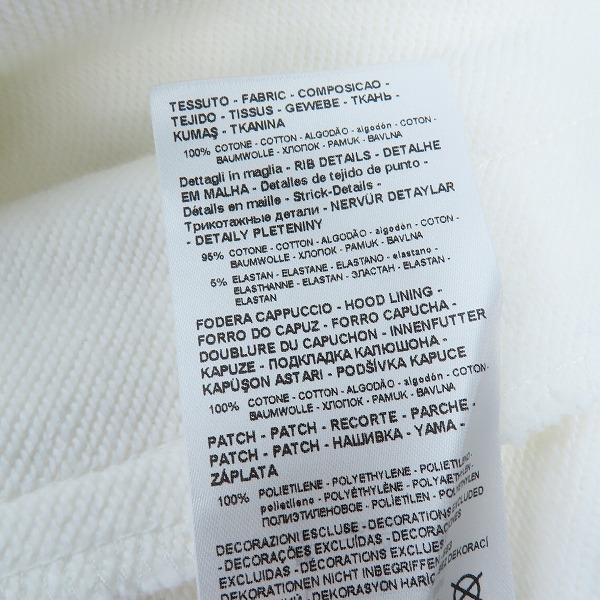 TESSUTO - FABRIC - COMPOSICAO -
TEJIDO - TISSUS - GEWEBE - ТКАНЬ -
KUMAŞ - TKANINA
100% COTONE - COTTON - ALGODÃO - algodón - COTON -
BAUMWOLLE - ХЛОПОК - PAMUK - BAVLNA
Dettagli in maglia - RIB DETAILS - DETALHE
EM MALHA - Detalles de tejido de punto -
Détails en maille - Strick-Details -
Трикотажные детали - NERVÜR DETAYLAR
- DETAILY PLETENINY
95% COTONE - COTTON - ALGODÃO - algodón - COTON -
BAUMWOLLE - ХЛОПОК - PAMUK - BAVLNA
5% ELASTAN - ELASTANE - ELASTANO - elastano -
ELASTHANNE - ELASTAN - ЭЛАСТАН - ELASTAN -
ELASTAN
FODERA CAPPUCCIO - HOOD LINING -
FORRO DO CAPUZ - FORRO CAPUCHA -
DOUBLURE DU CAPUCHON - INNENFUTTER
KAPUZE - ПОДКЛАДКА КАПЮШОНА -
KAPÜŞON ASTARI - PODŠÍVKA KAPUCE
100% COTONE - COTTON - ALGODÃO - algodón - COTON -
BAUMWOLLE - ХЛОПОК - PAMUK - BAVLNA
PATCH - PATCH - RECORTE - PARCHE -
PATCH - PATCH - НАШИВКА - YAMA -
ZÁPLATA
100% POLIETILENE - POLYETHYLENE - POLIETILENO -
polietileno - POLYÉTHYLÈNE - POLYAETHYLEN -
ПОЛИЭТИЛЕНОВОЕ - POLİETİLEN - POLYETYLEN
DECORAZIONI ESCLUSE - DECORATIONS EXCLUDED
- DECORAÇÕES EXCLUÍDAS - DECORACIONES
EXCLUIDAS - DÉCORATIONS EXCLUES -
DEKORATIONEN NICHT INBEGRIFFEN
DEKORACÍ
DEKORASYON HARİÇ